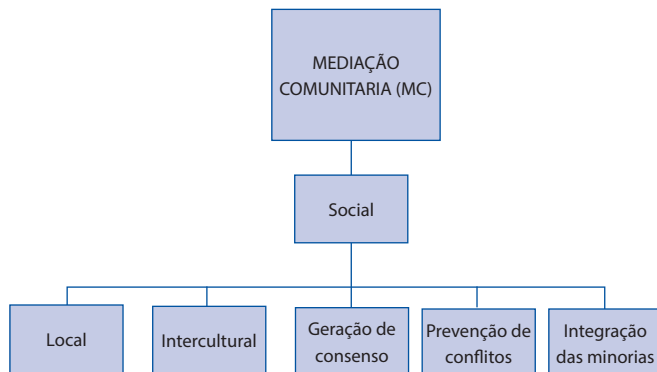 MEDIAÇÃO
COMUNITARIA (MC)
Social
Local
Intercultural
Geração de
consenso
Prevenção de
conflitos
Integração
das minorias